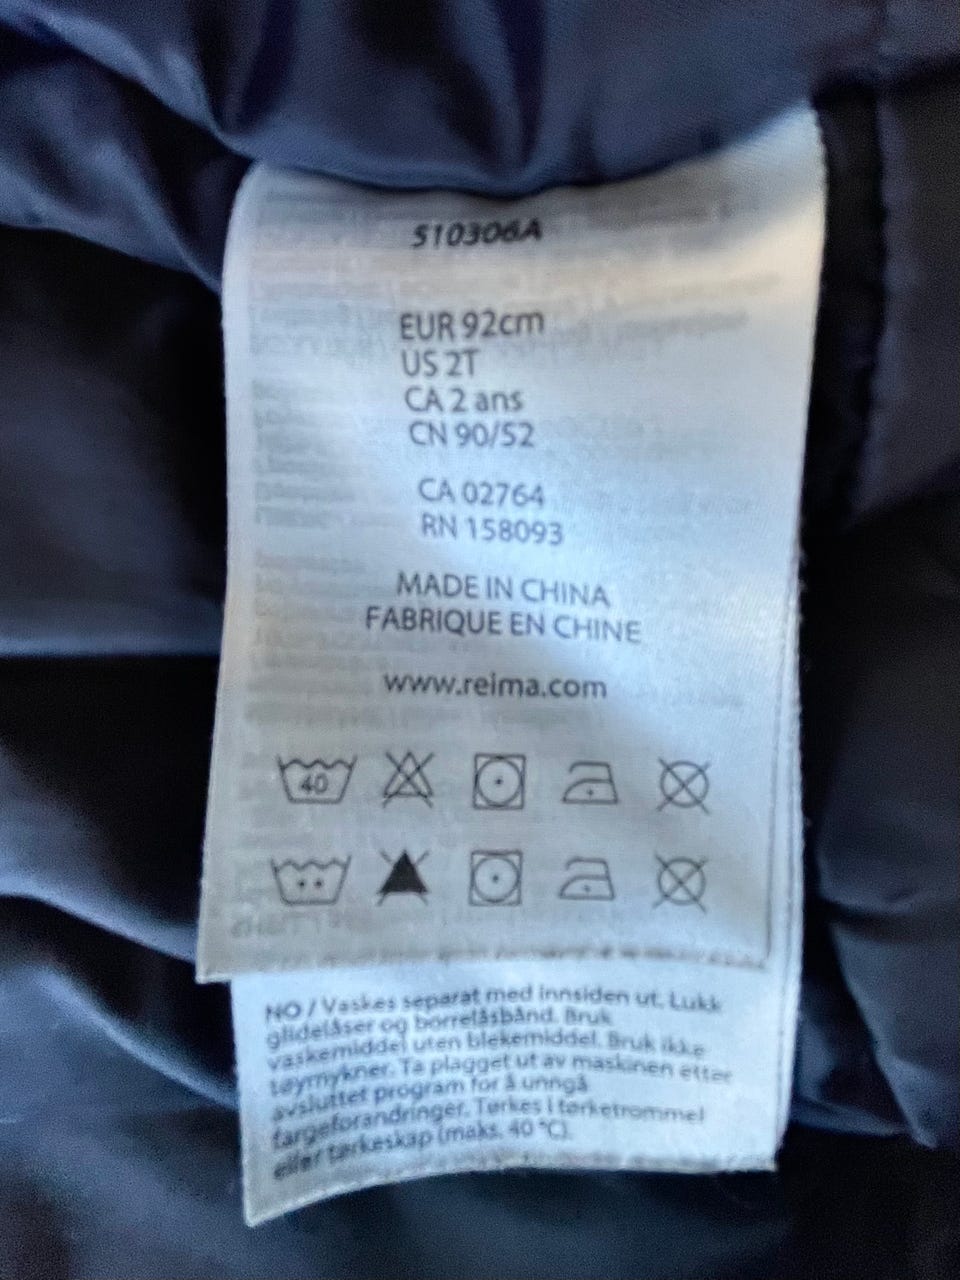 510306A
EUR 92cm
US 2T
CA 2 ans
CN 90/52
CA 02764
RN 158093
MADE IN CHINA
FABRIQUE EN CHINE
www.reima.com
40
NO / Vaskes separat med innsiden ut. Lukk
glidelåser og borrelåsbånd. Bruk
vaskemiddel uten blekemiddel. Bruk ikke
tøymykner. Ta plagget ut av maskinen etter
avsluttet program for å unngå
fargeforandringer. Tørkes i tørketrommel
eller tørkeskap (maks. 40 °C).